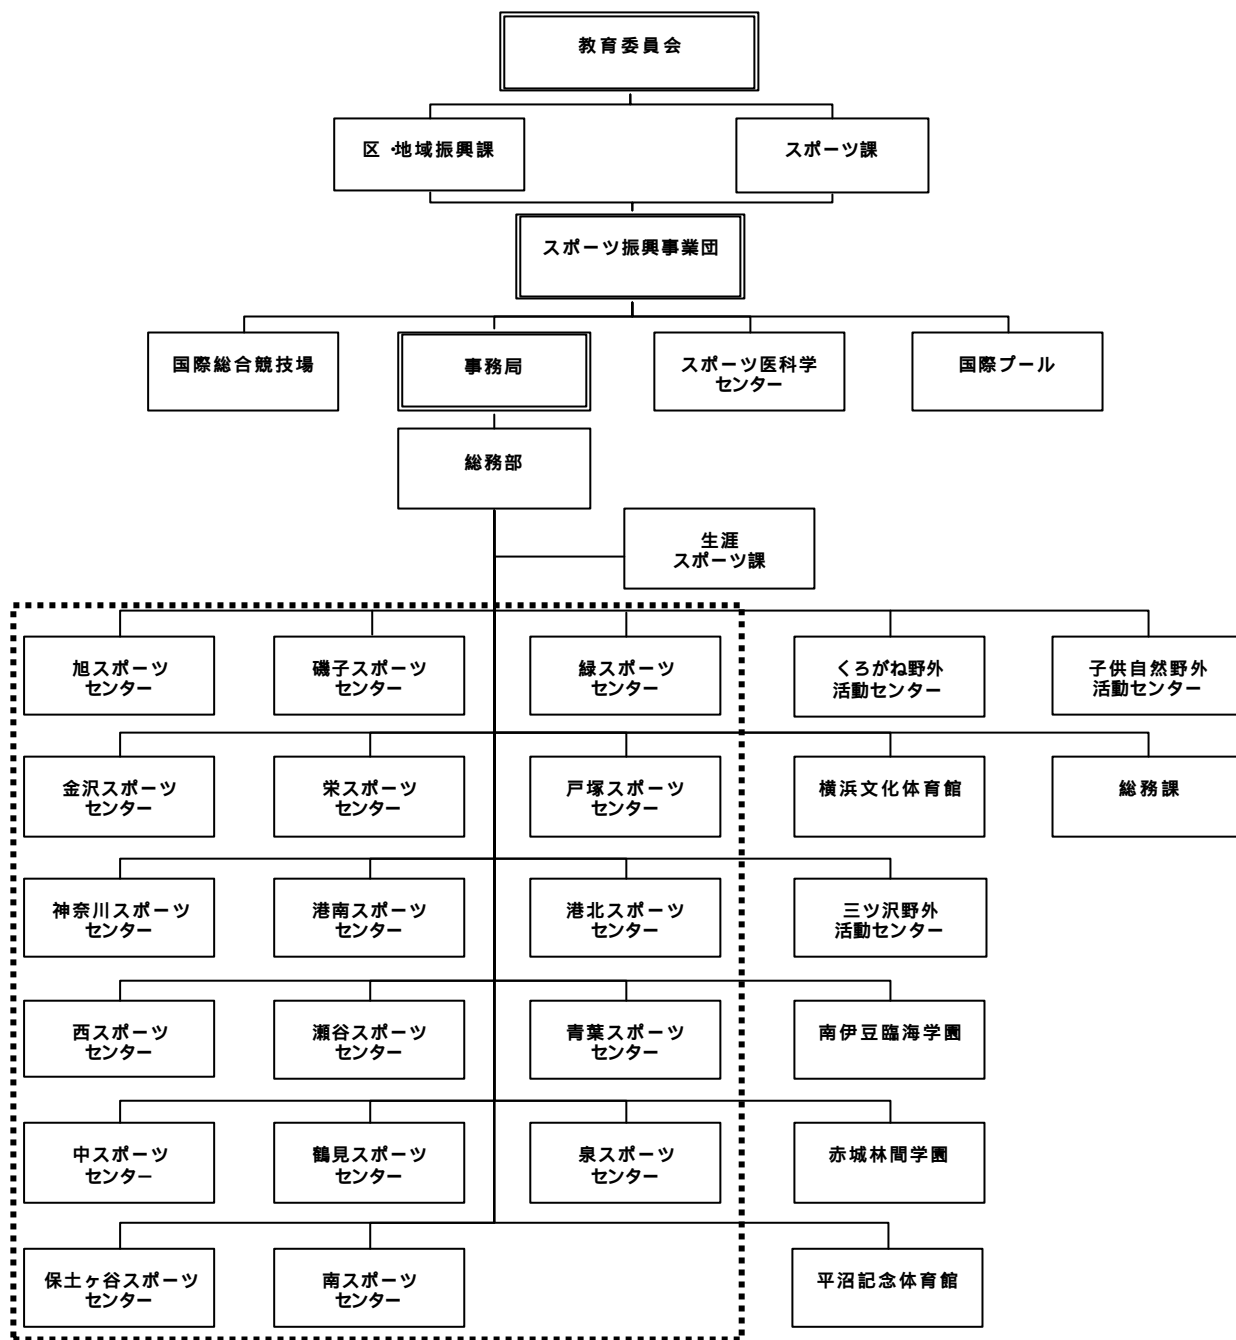 教育委員会
区・地域振興課
スポーツ課
スポーツ振興事業団
国際総合競技場
事務局
スポーツ医科学
センター
国際プール
総務部
生涯
スポーツ課
旭スポーツ
センター
磯子スポーツ
センター
緑スポーツ
センター
くろがね野外
活動センター
子供自然野外
活動センター
金沢スポーツ
センター
栄スポーツ
センター
戸塚スポーツ
センター
横浜文化体育館
総務課
神奈川スポーツ
センター
港南スポーツ
センター
港北スポーツ
センター
三ツ沢野外
活動センター
西スポーツ
センター
瀬谷スポーツ
センター
青葉スポーツ
センター
南伊豆臨海学園
中スポーツ
センター
鶴見スポーツ
センター
泉スポーツ
センター
赤城林間学園
保土ヶ谷スポーツ
センター
南スポーツ
センター
平沼記念体育館